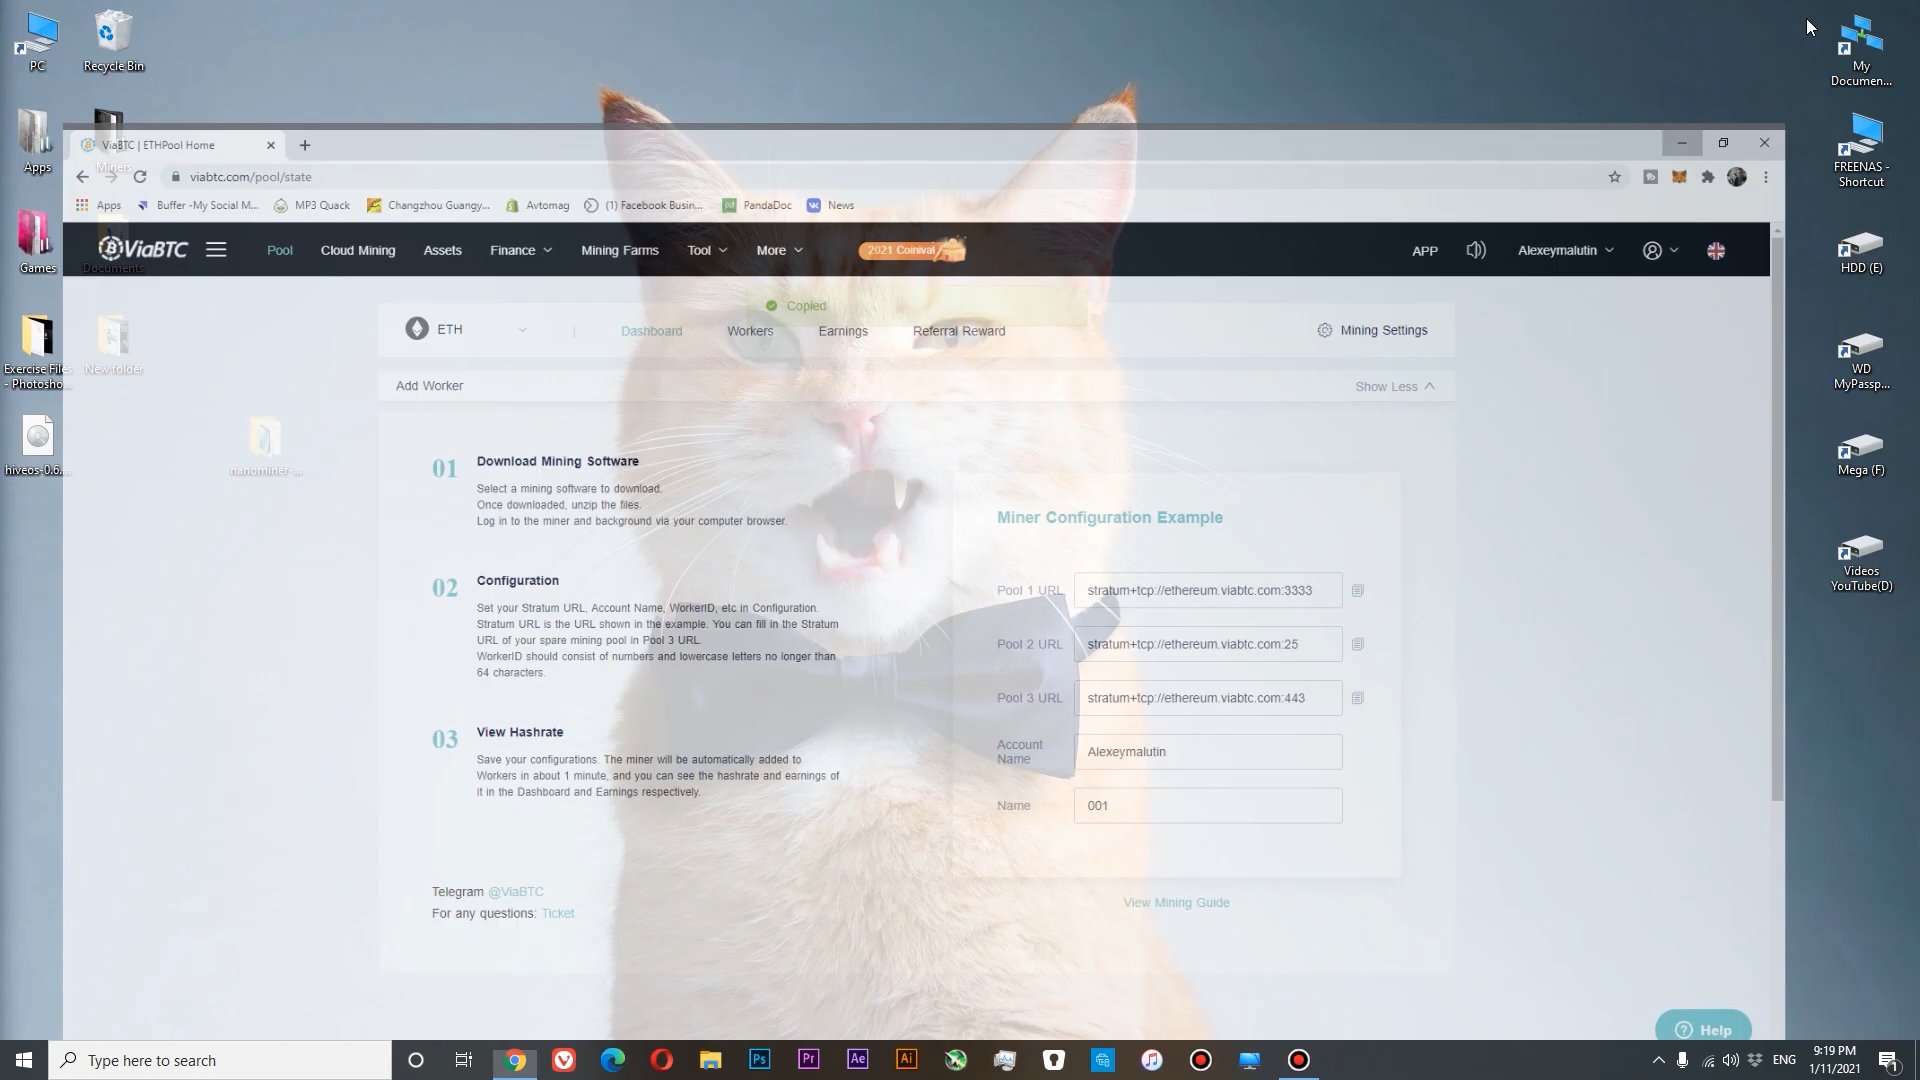 PC
Recycle Bin
My
Documen...
ViaBTC | ETHPool Home
Apps
Miners
viabtc.com/pool/state
FREENAS -
Shortcut
Apps
Buffer -My Social M...
MP3 Quack
Changzhou Guangy...
Avtomag
(1) Facebook Busin...
PandaDoc
News
ViaBTC
Pool
Cloud Mining
Assets
Finance
Mining Farms
Tool
More
2021 Coinival
APP
Alexeymalutin
Games
Documents
HDD (E)
Copied
ETH
Dashboard
Workers
Earnings
Referral Reward
Mining Settings
Exercise Files
- Photosho...
New folder
WD
MyPassp...
Add Worker
Show Less
hiveos-0.6....
nanominer-...
Mega (F)
01
Download Mining Software
Select a mining software to download.
Once downloaded, unzip the files.
Log in to the miner and background via your computer browser.
Miner Configuration Example
02
Configuration
Set your Stratum URL, Account Name, WorkerID, etc in Configuration.
Stratum URL is the URL shown in the example. You can fill in the Stratum
URL of your spare mining pool in Pool 3 URL.
WorkerID should consist of numbers and lowercase letters no longer than
64 characters.
Pool 1 URL
stratum+tcp://ethereum.viabtc.com:3333
Pool 2 URL
stratum+tcp://ethereum.viabtc.com:25
Pool 3 URL
stratum+tcp://ethereum.viabtc.com:443
Videos
YouTube(D)
03
View Hashrate
Save your configurations. The miner will be automatically added to
Workers in about 1 minute, and you can see the hashrate and earnings of
it in the Dashboard and Earnings respectively.
Account
Name
Alexeymalutin
Name
001
Telegram @ViaBTC
For any questions: Ticket
View Mining Guide
Help
Type here to search
Ps
Pr
Ae
Ai
ENG
9:19 PM
1/11/2021
1